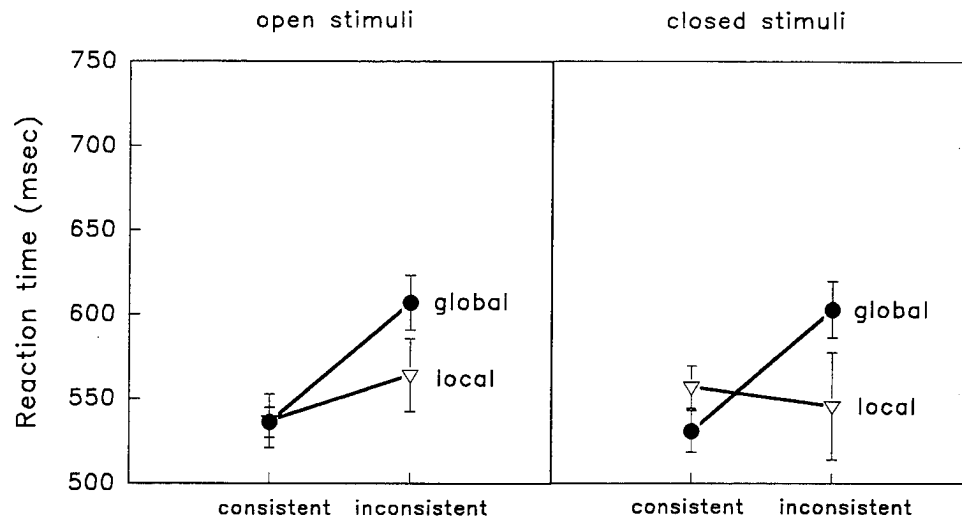 open stimuli
closed stimuli
Reaction time (msec)
750
700
650
600
550
500
global
local
global
local
consistent
inconsistent
consistent
inconsistent